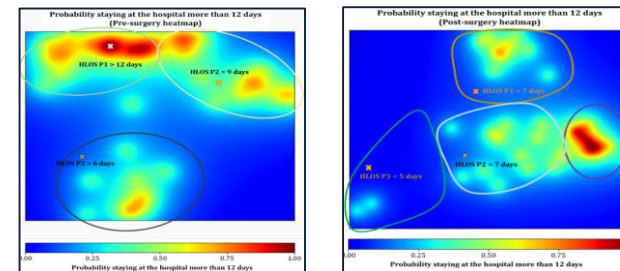 Probability staying at the hospital more than 12 days
(Pre-surgery heatmap)
HLOS P1 > 12 days
HLOS P2 = 9 days
HLOS P2 = 6 days
0.00 0.25 0.50 0.75 1.00
Probability staying at the hospital more than 12 days
Probability staying at the hospital more than 12 days
(Post-surgery heatmap)
HLOS P1 = 7 days
HLOS P2 = 7 days
HLOS P3 = 5 days
0.00 0.25 0.50 0.75
Probability staying at the hospital more than 12 days